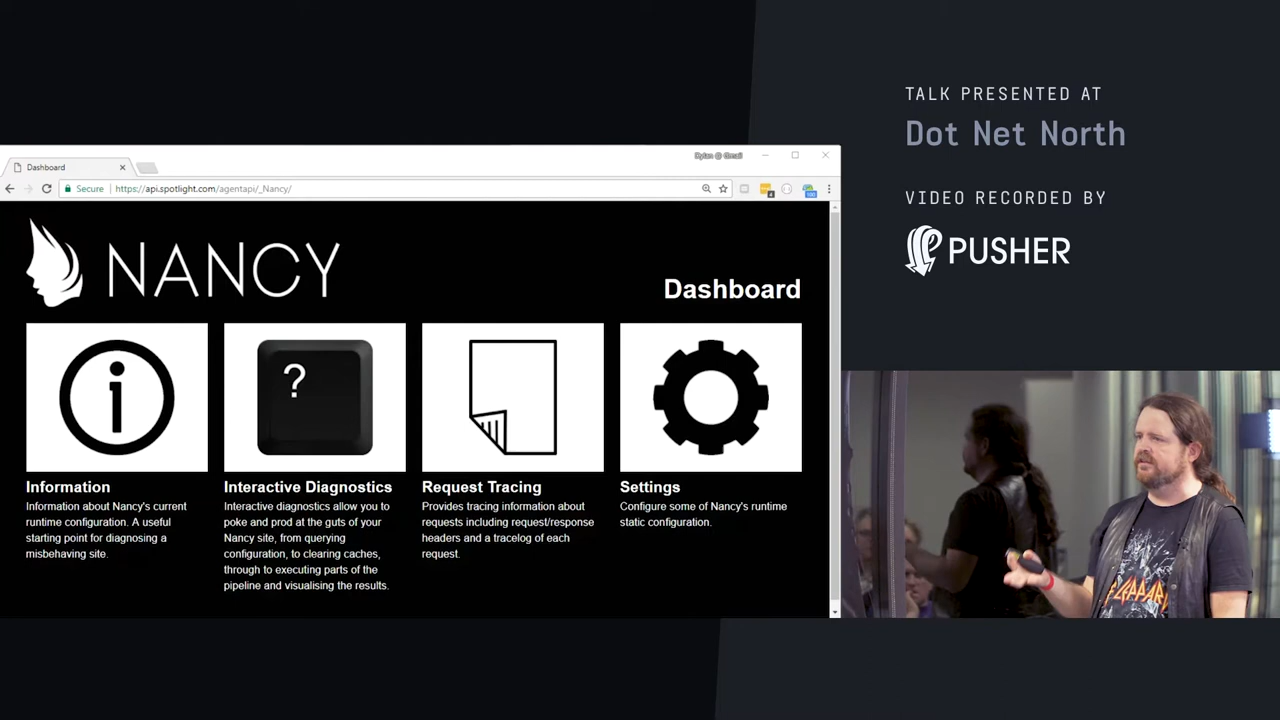 TALK PRESENTED AT
Dot Net North
VIDEO RECORDED BY
PUSHER
Dashboard
Dylan @ Gmail
Secure
https://api.spotlight.com/agentapi/_Nancy/
NANCY
Dashboard
i
?
Information
Information about Nancy's current
runtime configuration. A useful
starting point for diagnosing a
misbehaving site.
Interactive Diagnostics
Interactive diagnostics allow you to
poke and prod at the guts of your
Nancy site, from querying
configuration, to clearing caches,
through to executing parts of the
pipeline and visualising the results.
Request Tracing
Provides tracing information about
requests including request/response
headers and a tracelog of each
request.
Settings
Configure some of Nancy's runtime
static configuration.